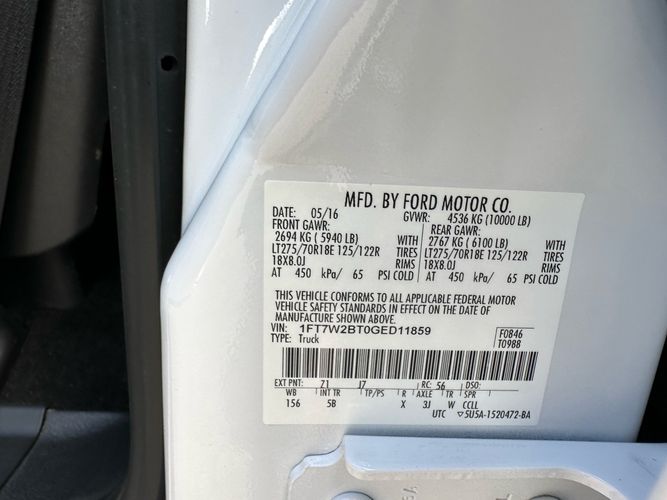 MFD. BY FORD MOTOR CO.
DATE: 05/16 GVWR: 4536 KG (10000 LB)
FRONT GAWR: REAR GAWR:
2694 KG ( 5940 LB) WITH 2767 KG ( 6100 LB) WITH
LT275/70R18E 125/122R TIRES LT275/70R18E 125/122R TIRES
18X8.0J RIMS 18X8.0J RIMS
AT 450 kPa/ 65 PSI COLD AT 450 kPa/ 65 PSI COLD
THIS VEHICLE CONFORMS TO ALL APPLICABLE FEDERAL MOTOR
VEHICLE SAFETY STANDARDS IN EFFECT ON THE DATE OF
MANUFACTURE SHOWN ABOVE.
VIN: 1FT7W2BT0GED11859 F0846
TYPE: Truck T0988
EXT PNT: Z1 J7 RC: 56 DSO:
WB INT TR TP/PS R AXLE TR SPR
156 5B X 3J W CCLL
UTC 5U5A-1520472-BA